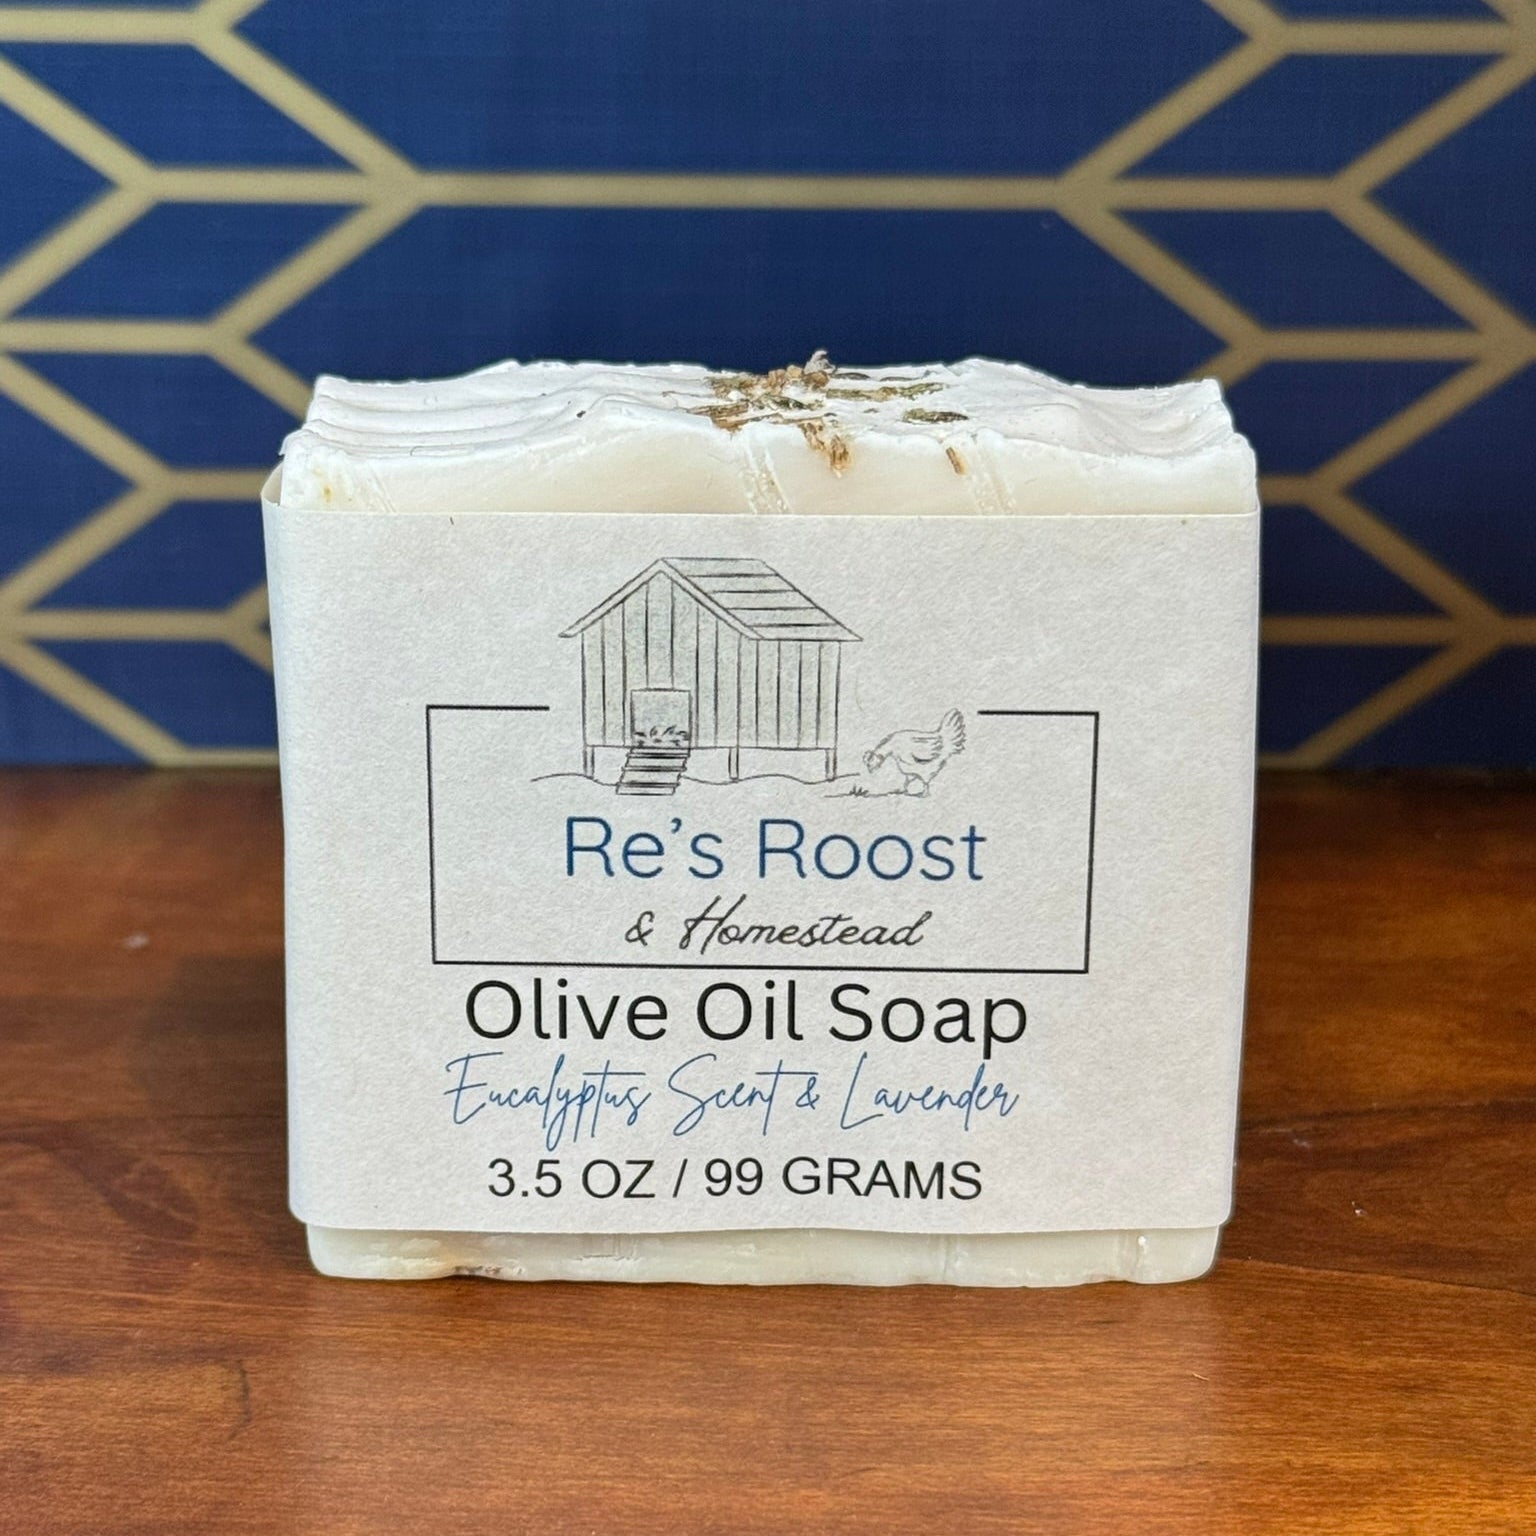 Re's Roost
& Homestead
Olive Oil Soap
Eucalyptus Scent & Lavender
3.5 OZ / 99 GRAMS